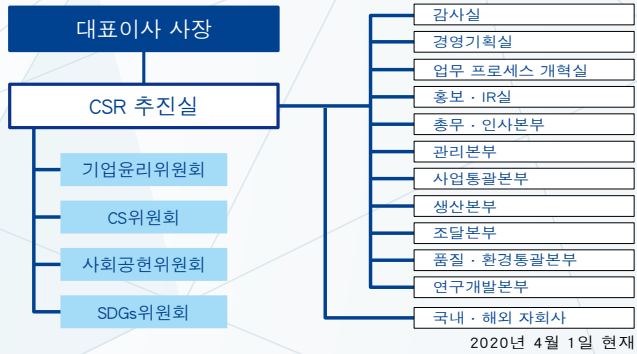 대표이사 사장
CSR 추진실
기업윤리위원회
CS위원회
사회공헌위원회
SDGs위원회
감사실
경영기획실
업무 프로세스 개혁실
홍보 · IR실
총무 · 인사본부
관리본부
사업통괄본부
생산본부
조달본부
품질 · 환경통괄본부
연구개발본부
국내 · 해외 자회사
2020년 4월 1일 현재